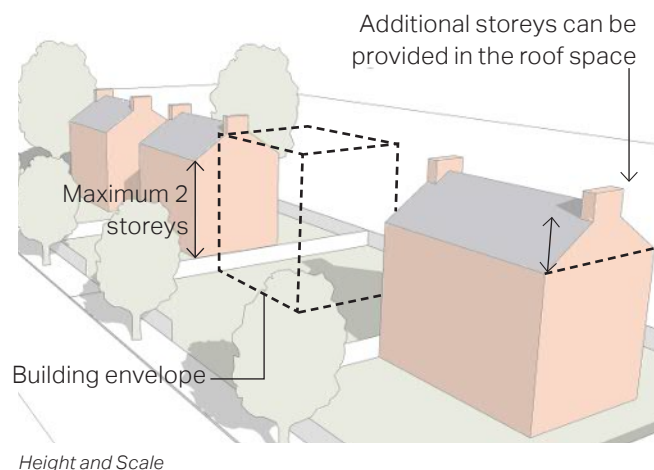 Additional storeys can be
provided in the roof space
Maximum 2
storeys
Building envelope
Height and Scale